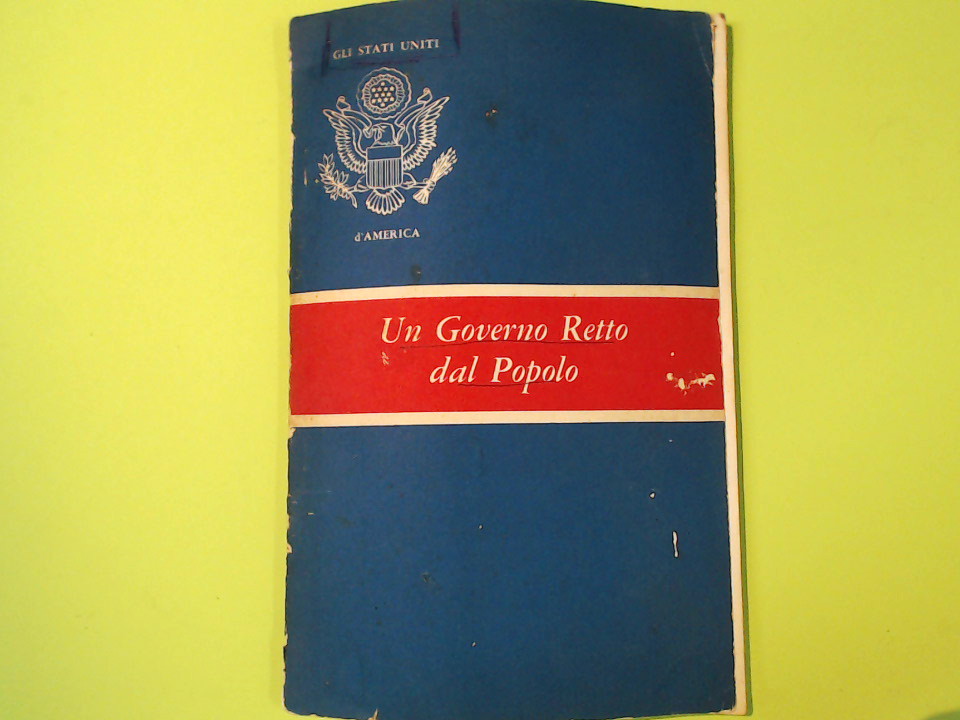 GLI STATI UNITI
d'AMERICA
Un Governo Retto
dal Popolo